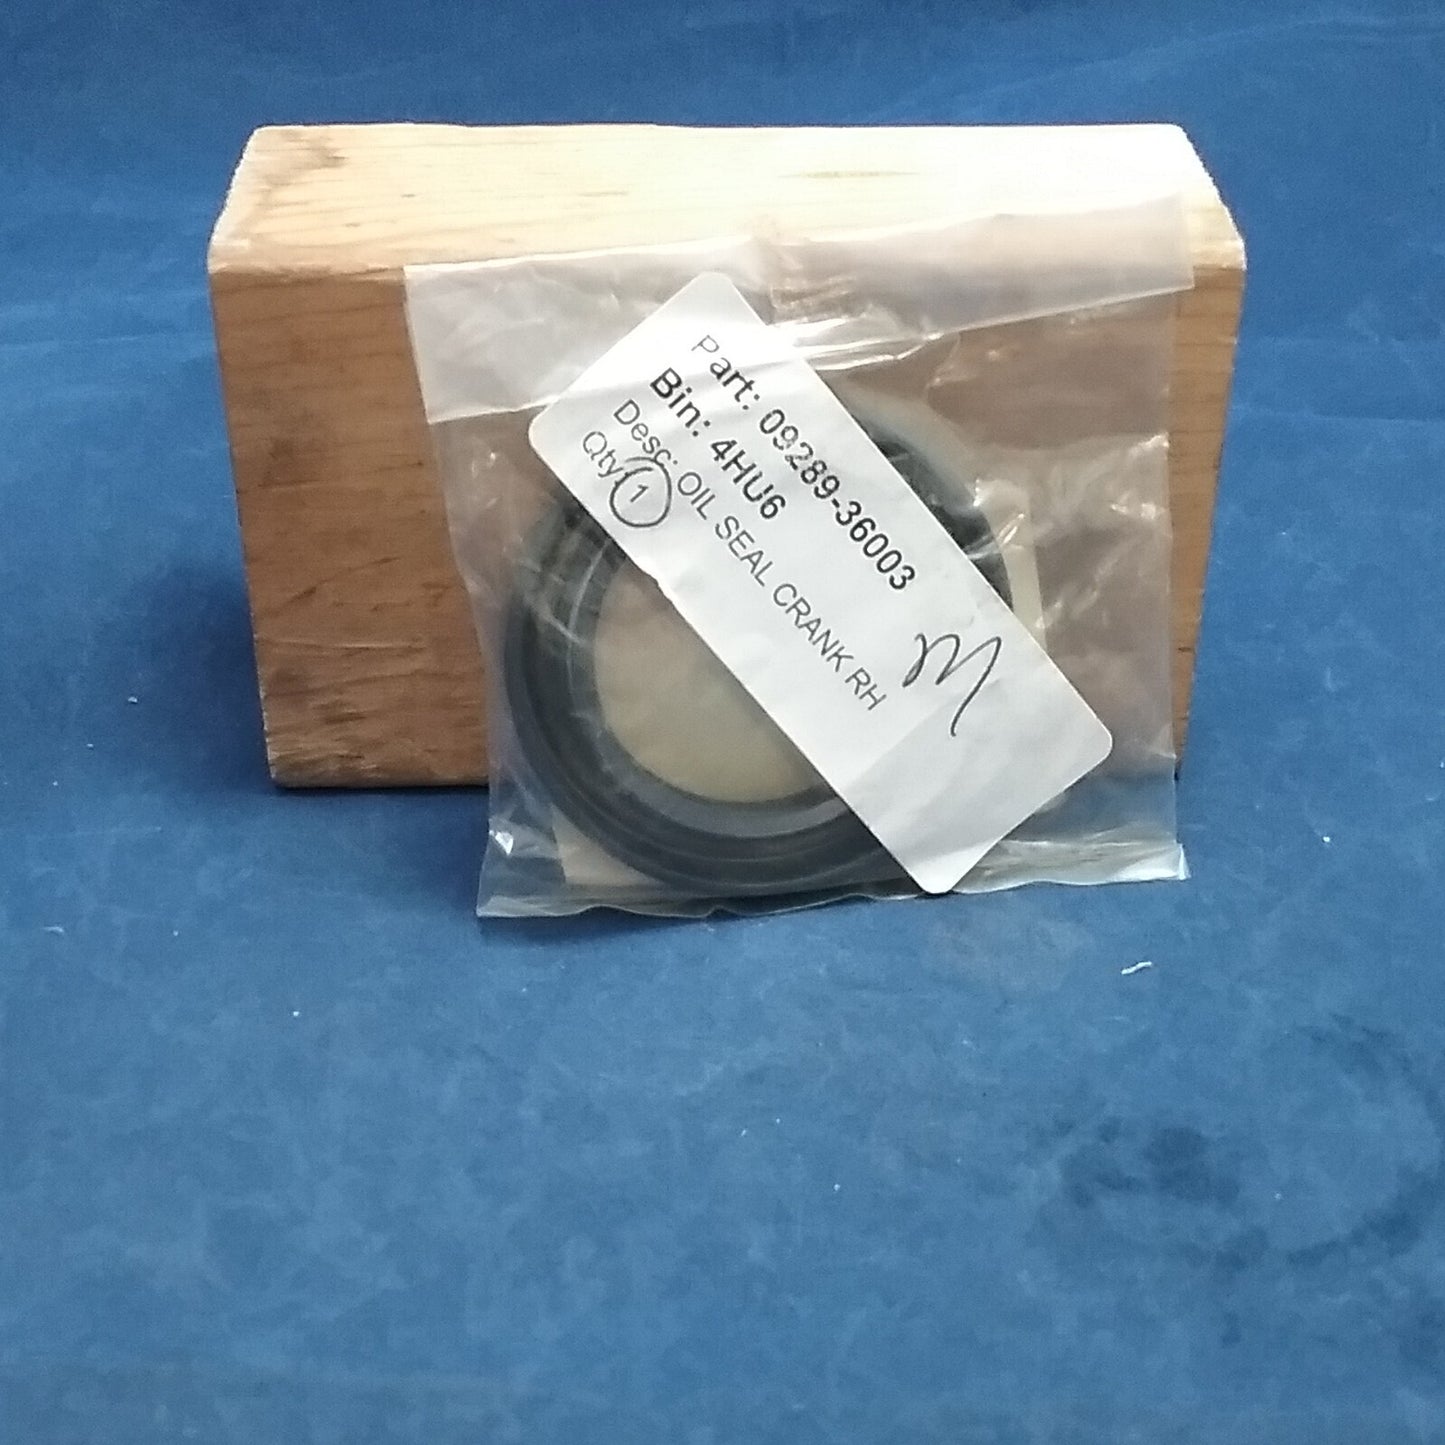 Part: 09289-36003
Bin: 4HU6
Desc: OIL SEAL CRANK RH
Qty: 1
M